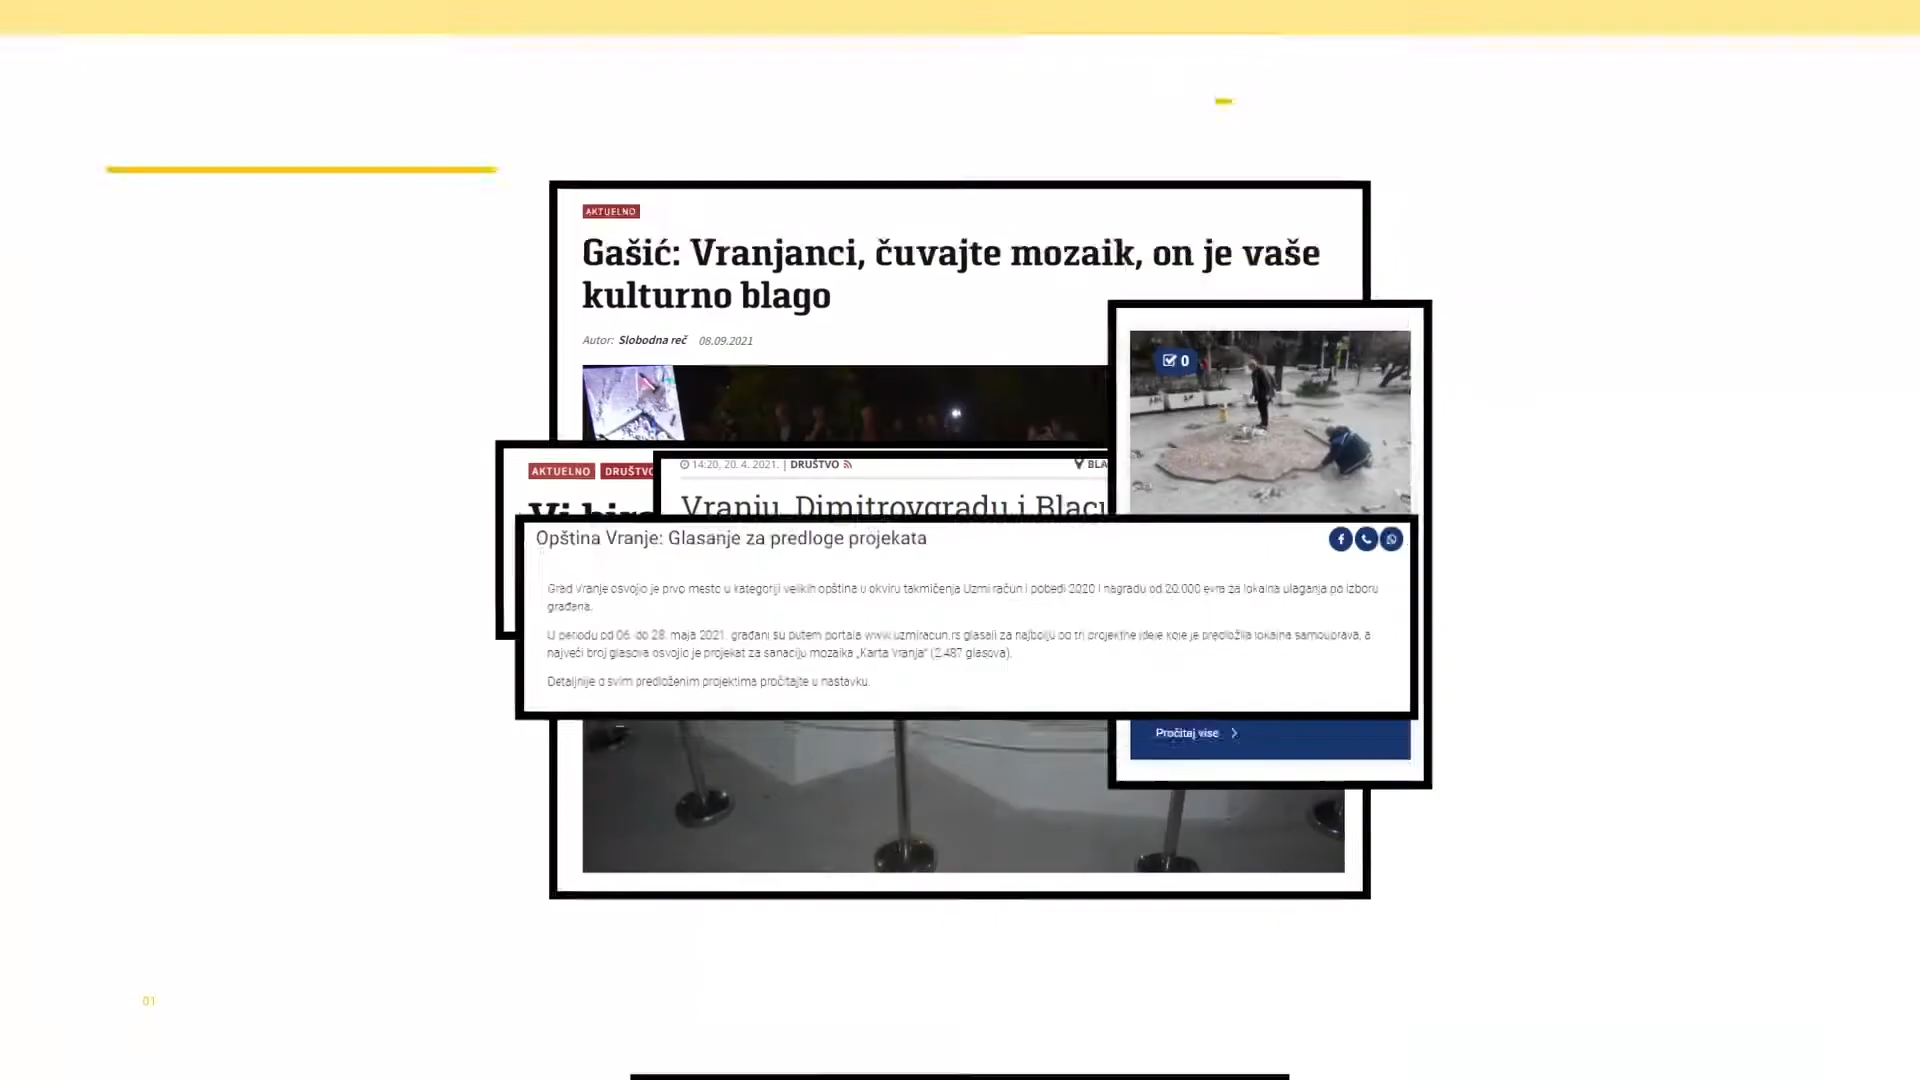 AKTUELNO
Gašić: Vranjanci, čuvajte mozaik, on je vaše
kulturno blago
Autor: Slobodna reč 08.09.2021
0
AKTUELNO DRUŠTVO
14:20, 20.4.2021. | DRUŠTVO BLA
Vi bira
Vranju, Dimitrovgradu i Blacu
Opština Vranje: Glasanje za predloge projekata
Grad Vranje osvojio je prvo mesto u kategoriji velikih opština u okviru takmičenja Uzmi račun i pobedi 2020 i nagradu od 20.000 evra za lokalna ulaganja po izboru
građana.
U periodu od 06. do 28. maja 2021. građani su putem portala www.uzmiracun.rs glasali za najbolju od tri projektne ideje koje je predložila lokalna samouprava, a
najveći broj glasova osvojio je projekat za sanaciju mozaika „Karta Vranja“ (2.487 glasova).
Detaljnije o svim predloženim projektima pročitajte u nastavku.
Pročitaj vise
01